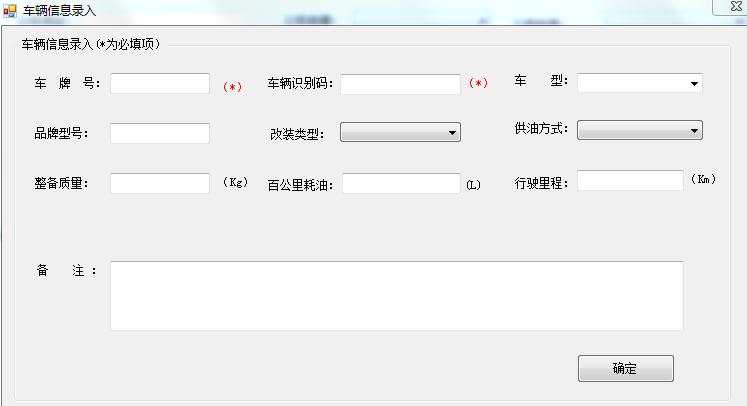 车辆信息录入
车辆信息录入(*为必填项)
车 牌 号: (*) 车辆识别码: (*) 车 型:
品牌型号: 改装类型: 供油方式:
整备质量: (Kg) 百公里耗油: (L) 行驶里程: (Km)
备 注:
确定